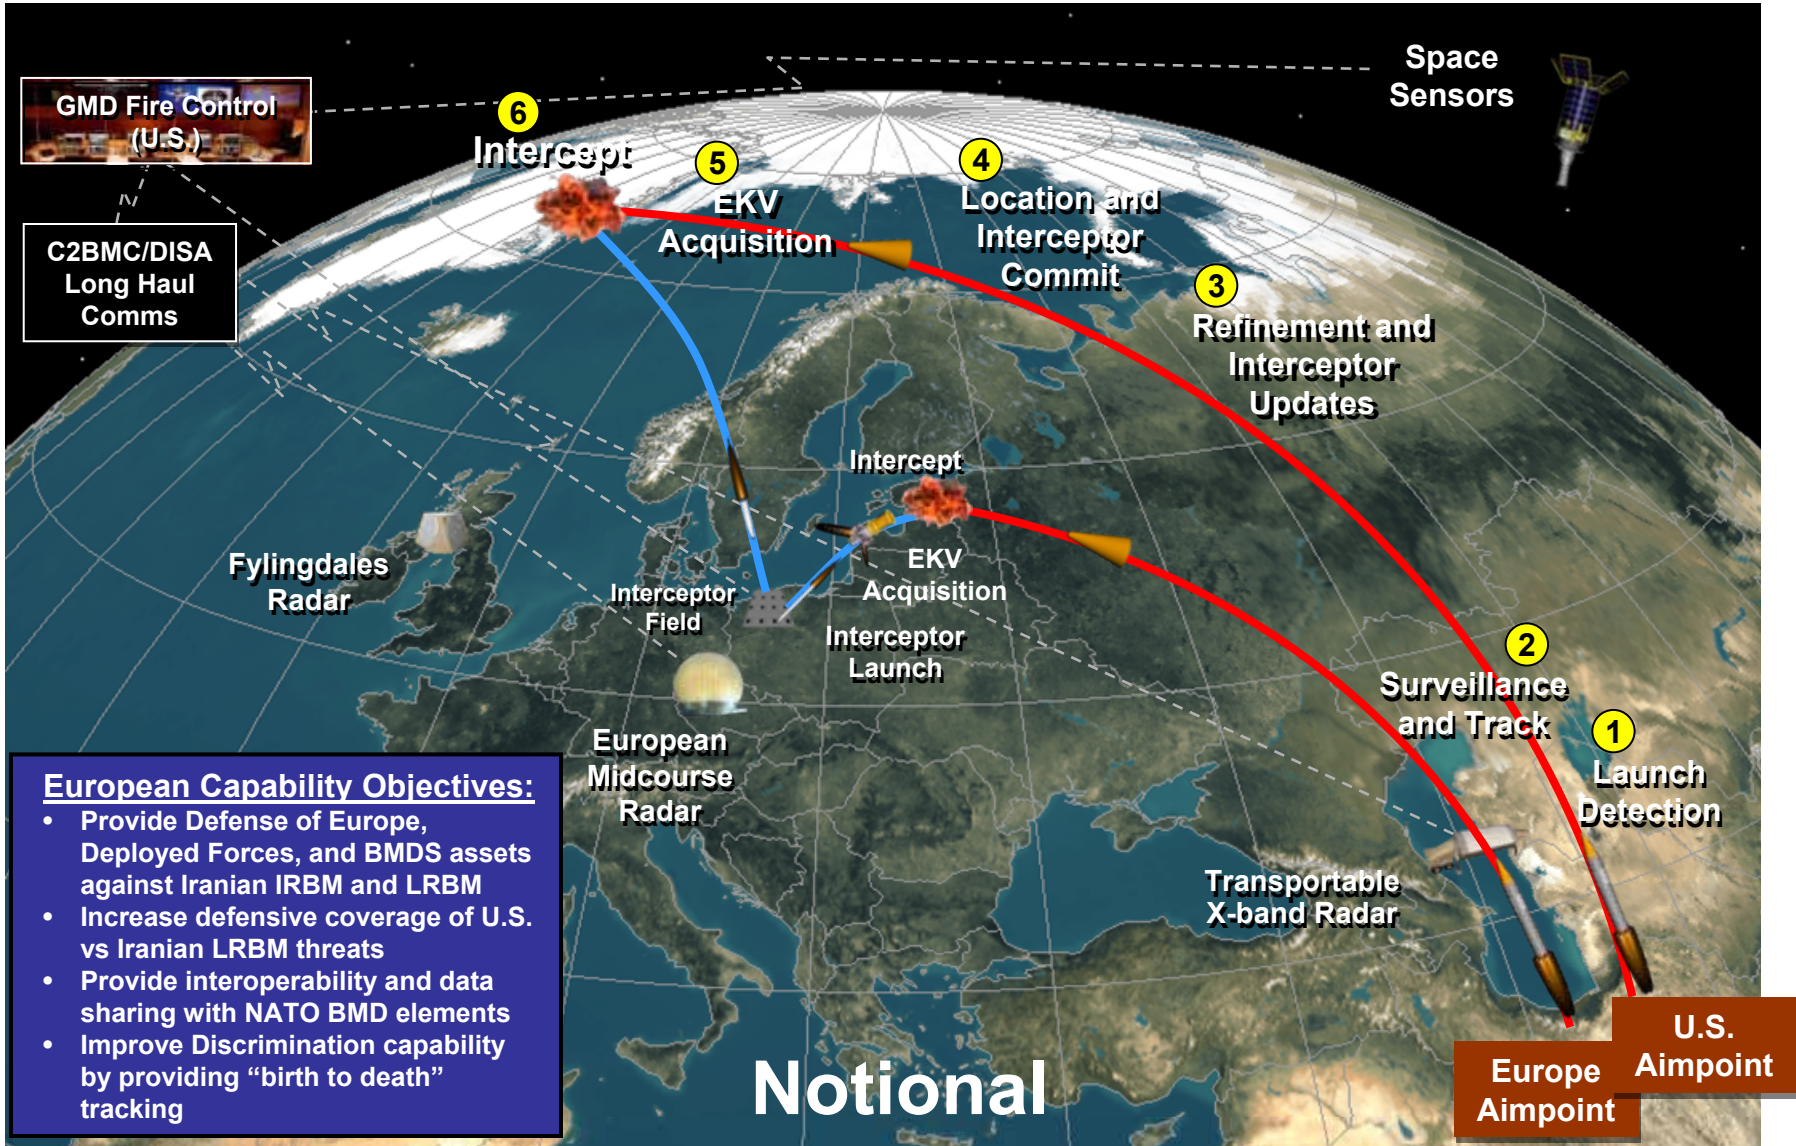 Space
Sensors
GMD Fire Control
(U.S.)
6
Intercept
5
EKV
Acquisition
4
Location and
Interceptor
Commit
C2BMC/DISA
Long Haul
Comms
3
Refinement and
Interceptor
Updates
Intercept
Fylingdales
Radar
Interceptor
Field
EKV
Acquisition
Interceptor
Launch
2
Surveillance
and Track
1
Launch
Detection
European
Midcourse
Radar
Transportable
X-band Radar
European Capability Objectives:
• Provide Defense of Europe,
Deployed Forces, and BMDS assets
against Iranian IRBM and LRBM
• Increase defensive coverage of U.S.
vs Iranian LRBM threats
• Provide interoperability and data
sharing with NATO BMD elements
• Improve Discrimination capability
by providing “birth to death”
tracking
Notional
Europe
Aimpoint
U.S.
Aimpoint